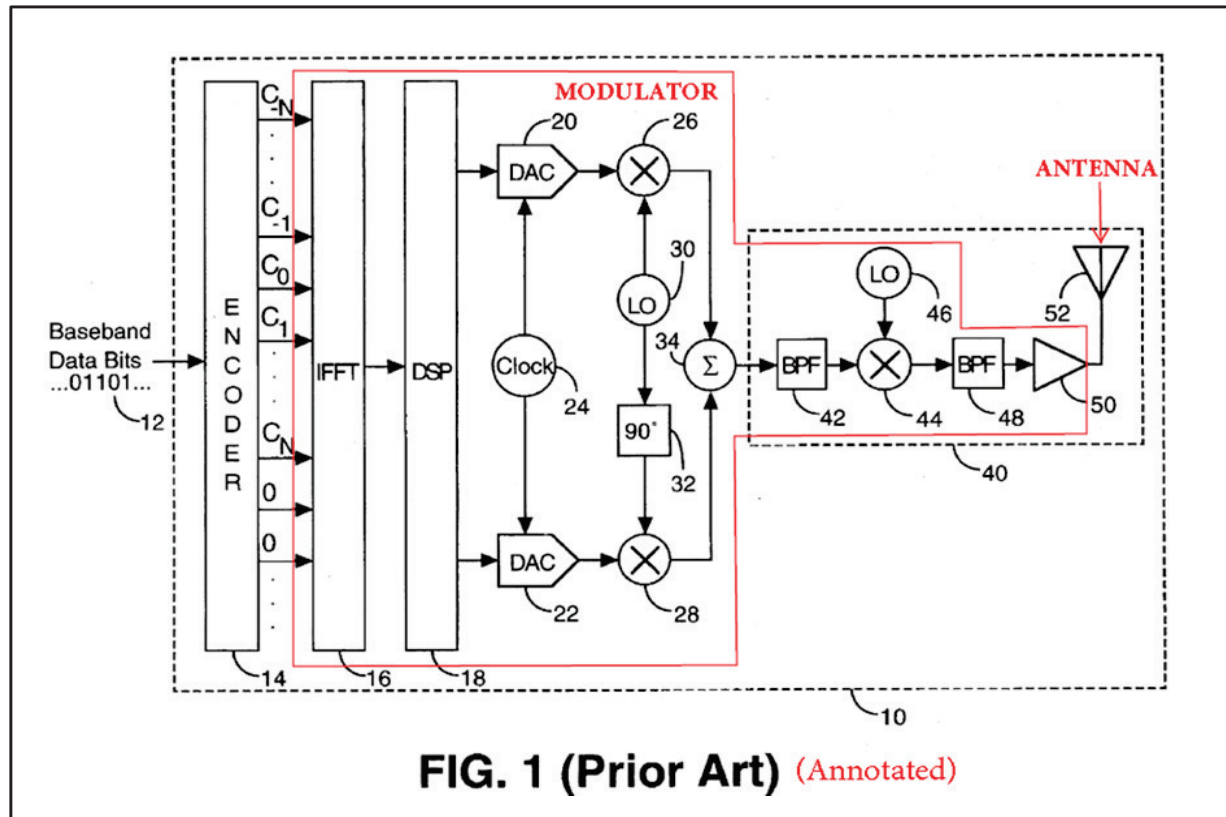 MODULATOR
ANTENNA
C-N
C-1
C0
C1
CN
0
0
ENCODER
Baseband
Data Bits
...01101...
12
IFFT
DSP
DAC
20
26
LO
30
Clock
24
90°
32
34
Σ
DAC
22
28
LO
46
52
BPF
42
44
BPF
48
50
40
14
16
18
10
FIG. 1 (Prior Art) (Annotated)